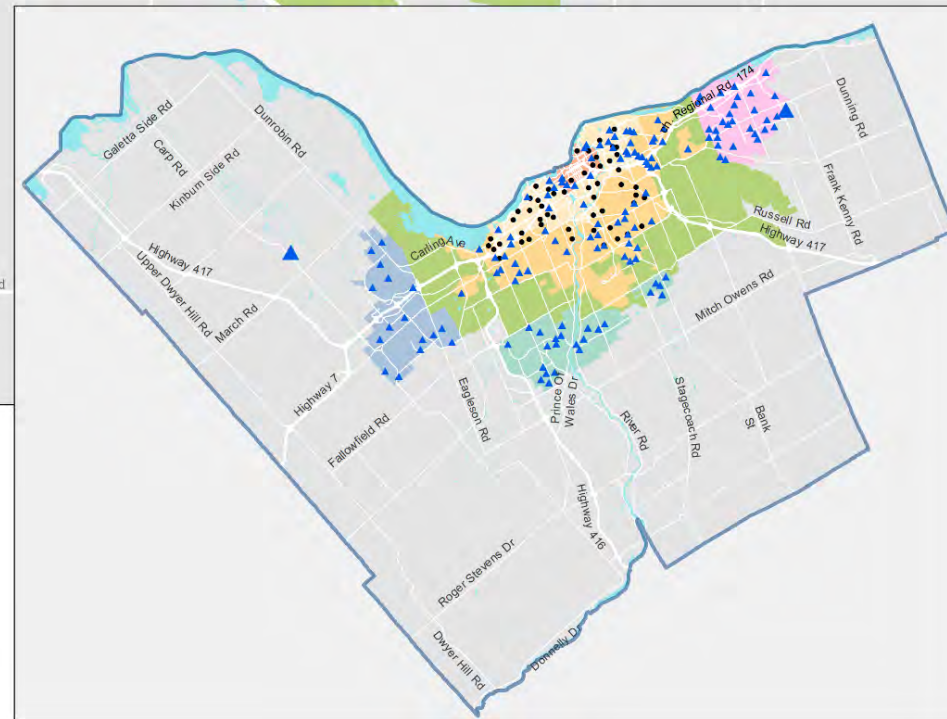 Galetta Side Rd
Carp Rd
Kinburn Side Rd
Dunrobin Rd
Highway 417
Upper Dwyer Hill Rd
March Rd
Highway 7
Carling Ave
Regional Rd. 174
Dunning Rd
Frank Kenny Rd
Russell Rd
Highway 417
Mitch Owens Rd
Fallowfield Rd
Eagleson Rd
Prince Of
Wales Dr
River Rd
Stagecoach Rd
Bank
St
Highway 416
Roger Stevens Dr
Dwyer Hill Rd
Donnelly Dr